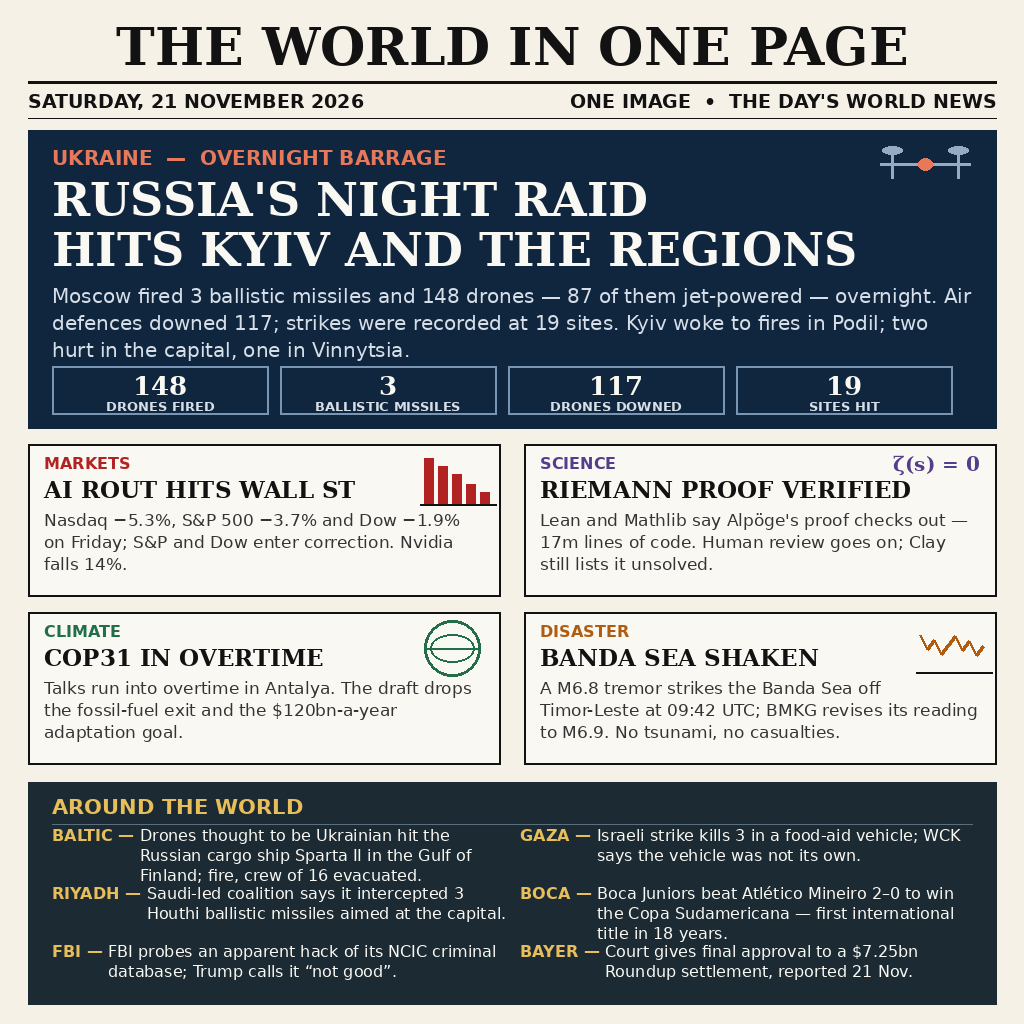 THE WORLD IN ONE PAGE
SATURDAY, 21 NOVEMBER 2026
ONE IMAGE • THE DAY'S WORLD NEWS
UKRAINE — OVERNIGHT BARRAGE
RUSSIA'S NIGHT RAID
HITS KYIV AND THE REGIONS
Moscow fired 3 ballistic missiles and 148 drones — 87 of them jet-powered — overnight. Air
defences downed 117; strikes were recorded at 19 sites. Kyiv woke to fires in Podil; two
hurt in the capital, one in Vinnytsia.
148
DRONES FIRED
3
BALLISTIC MISSILES
117
DRONES DOWNED
19
SITES HIT
MARKETS
AI ROUT HITS WALL ST
Nasdaq −5.3%, S&P 500 −3.7% and Dow −1.9%
on Friday; S&P and Dow enter correction. Nvidia
falls 14%.
SCIENCE
ζ(s) = 0
RIEMANN PROOF VERIFIED
Lean and Mathlib say Alpöge's proof checks out —
17m lines of code. Human review goes on; Clay
still lists it unsolved.
CLIMATE
COP31 IN OVERTIME
Talks run into overtime in Antalya. The draft drops
the fossil-fuel exit and the $120bn-a-year
adaptation goal.
DISASTER
BANDA SEA SHAKEN
A M6.8 tremor strikes the Banda Sea off
Timor-Leste at 09:42 UTC; BMKG revises its reading
to M6.9. No tsunami, no casualties.
AROUND THE WORLD
BALTIC — Drones thought to be Ukrainian hit the
Russian cargo ship Sparta II in the Gulf of
Finland; fire, crew of 16 evacuated.
RIYADH — Saudi-led coalition says it intercepted 3
Houthi ballistic missiles aimed at the capital.
FBI — FBI probes an apparent hack of its NCIC criminal
database; Trump calls it “not good”.
GAZA — Israeli strike kills 3 in a food-aid vehicle; WCK
says the vehicle was not its own.
BOCA — Boca Juniors beat Atlético Mineiro 2–0 to win
the Copa Sudamericana — first international
title in 18 years.
BAYER — Court gives final approval to a $7.25bn
Roundup settlement, reported 21 Nov.